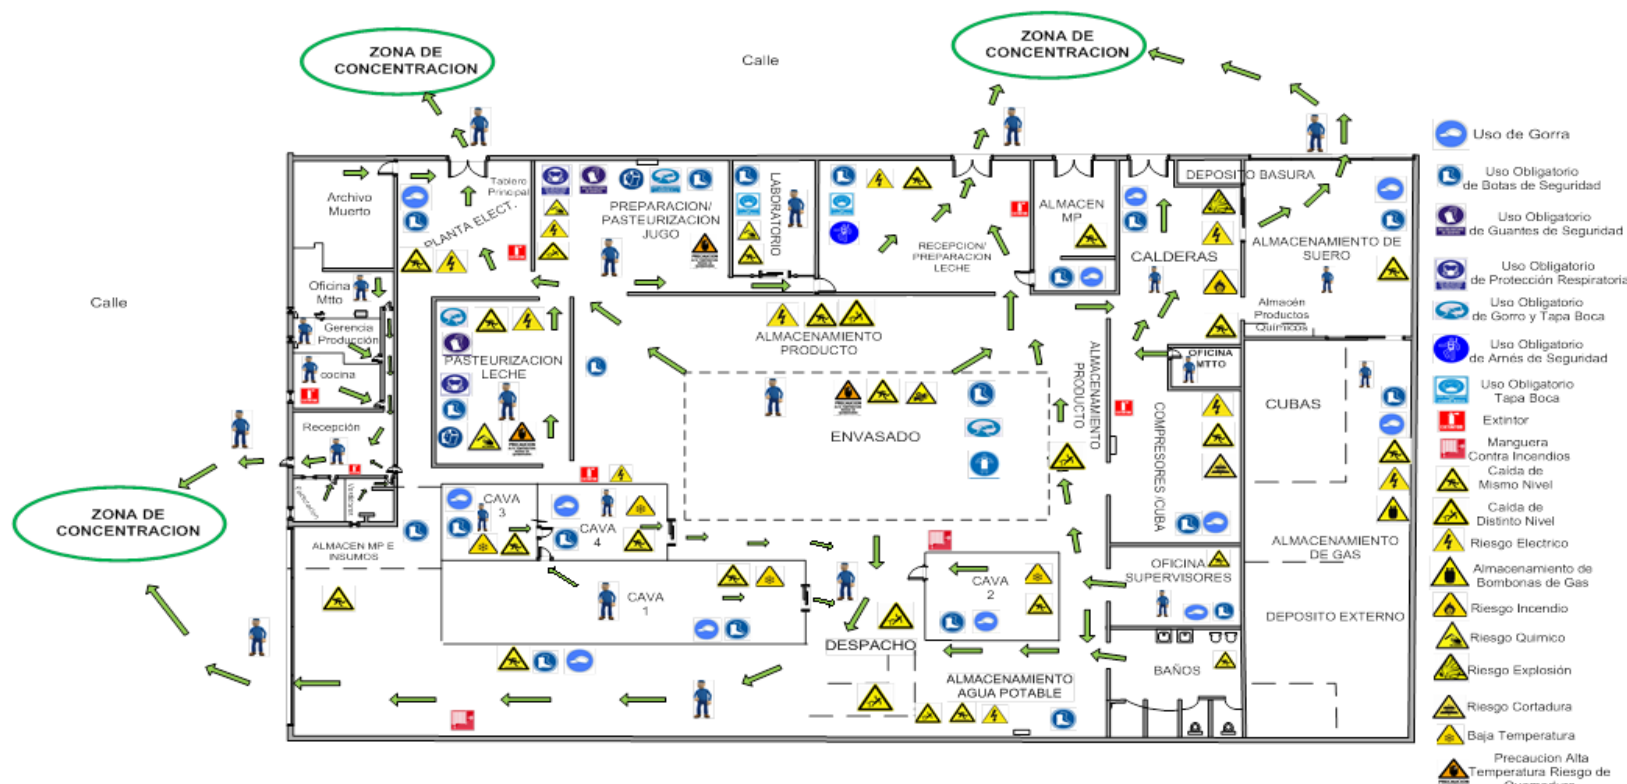 ZONA DE
CONCENTRACION
Calle
ZONA DE
CONCENTRACION
Calle
ZONA DE
CONCENTRACION
Archivo
Muerto
Tablero
Principal
PLANTA ELECT.
PREPARACION/
PASTEURIZACION
JUGO
LABORATORIO
RECEPCION/
PREPARACION
LECHE
ALMACEN
MP
DEPOSITO BASURA
CALDERAS
ALMACENAMIENTO DE
SUERO
Almacén
Productos
Químicos
Oficina
Mtto
Gerencia
Producción
cocina
Recepción
Facturacion
PASTEURIZACION
LECHE
ALMACENAMIENTO
PRODUCTO
ENVASADO
ALMACENAMIENTO
PRODUCTO
OFICINA
MTTO
COMPRESORES /CUBA
CUBAS
ALMACENAMIENTO
DE GAS
DEPOSITO EXTERNO
CAVA
3
CAVA
4
CAVA
1
CAVA
2
ALMACEN MP E
INSUMOS
DESPACHO
ALMACENAMIENTO
AGUA POTABLE
OFICINA
SUPERVISORES
BAÑOS
Uso de Gorra
Uso Obligatorio
de Botas de Seguridad
Uso Obligatorio
de Guantes de Seguridad
Uso Obligatorio
de Protección Respiratoria
Uso Obligatorio
de Gorro y Tapa Boca
Uso Obligatorio
de Arnés de Seguridad
Uso Obligatorio
Tapa Boca
Extintor
Manguera
Contra Incendios
Caída de
Mismo Nivel
Caída de
Distinto Nivel
Riesgo Electrico
Almacenamiento de
Bombonas de Gas
Riesgo Incendio
Riesgo Quimico
Riesgo Explosión
Riesgo Cortadura
Baja Temperatura
Precaucion Alta
Temperatura Riesgo de